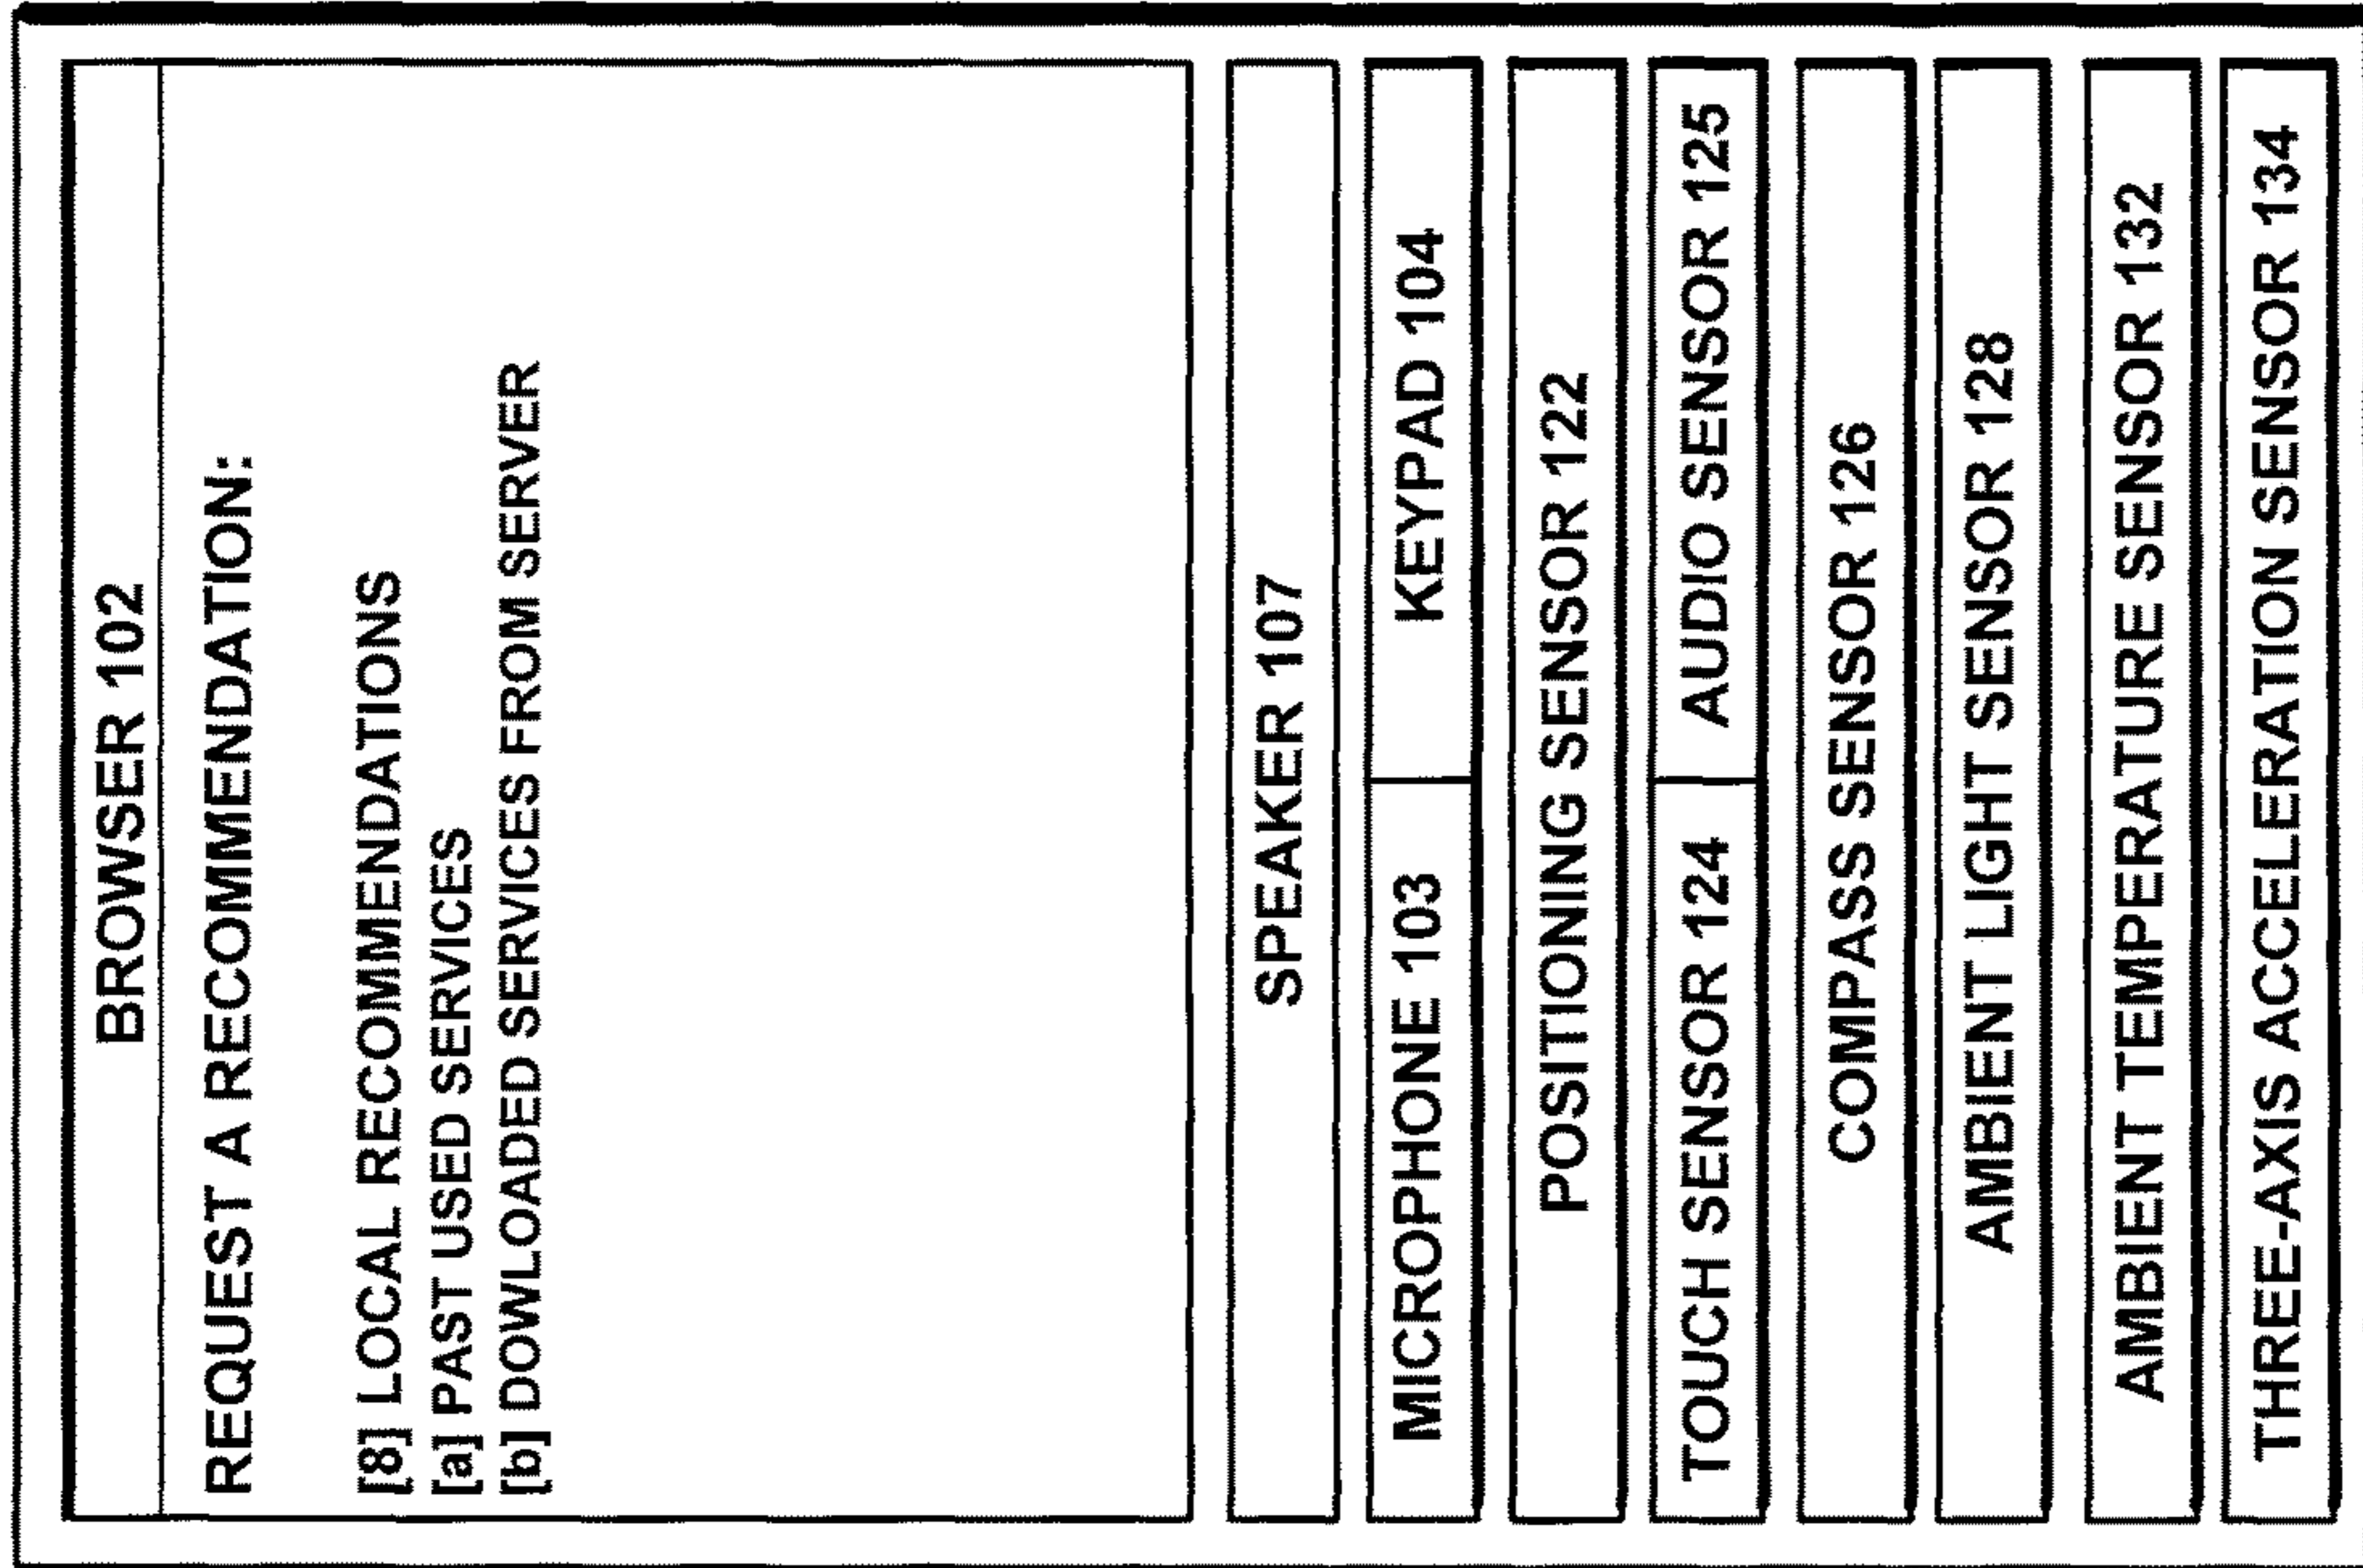 BROWSER 102
REQUEST A RECOMMENDATION:
[8] LOCAL RECOMMENDATIONS
[a] PAST USED SERVICES
[b] DOWLOADED SERVICES FROM SERVER
SPEAKER 107
MICROPHONE 103 KEYPAD 104
POSITIONING SENSOR 122
TOUCH SENSOR 124 AUDIO SENSOR 125
COMPASS SENSOR 126
AMBIENT LIGHT SENSOR 128
AMBIENT TEMPERATURE SENSOR 132
THREE-AXIS ACCELERATION SENSOR 134